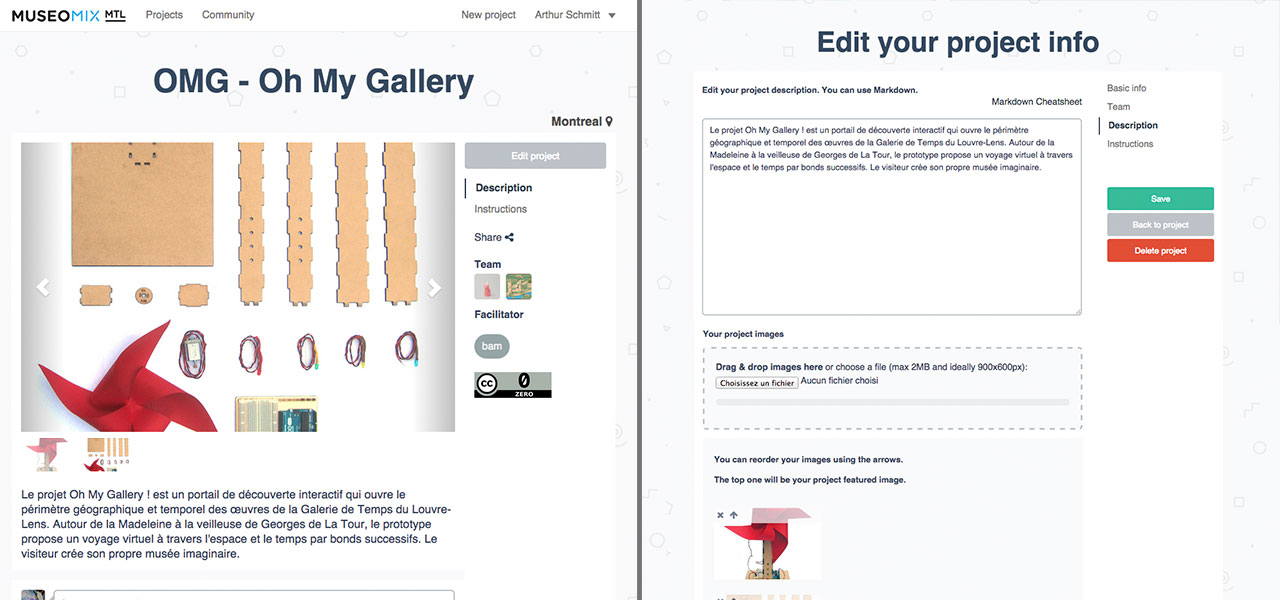 MUSEOMIX MTL
Projects
Community
New project
Arthur Schmitt
OMG - Oh My Gallery
Montreal
Edit project
Description
Instructions
Share
Team
Facilitator
bam
cc 0
ZERO
Le projet Oh My Gallery ! est un portail de découverte interactif qui ouvre le
périmètre géographique et temporel des œuvres de la Galerie de Temps du Louvre-
Lens. Autour de la Madeleine à la veilleuse de Georges de La Tour, le prototype
propose un voyage virtuel à travers l'espace et le temps par bonds successifs. Le
visiteur crée son propre musée imaginaire.
Edit your project info
Edit your project description. You can use Markdown.
Markdown Cheatsheet
Le projet Oh My Gallery ! est un portail de découverte interactif qui ouvre le périmètre
géographique et temporel des œuvres de la Galerie de Temps du Louvre-Lens. Autour de la
Madeleine à la veilleuse de Georges de La Tour, le prototype propose un voyage virtuel à travers
l'espace et le temps par bonds successifs. Le visiteur crée son propre musée imaginaire.
Basic info
Team
Description
Instructions
Save
Back to project
Delete project
Your project images
Drag & drop images here or choose a file (max 2MB and ideally 900x600px):
Choisissez un fichier Aucun fichier choisi
You can reorder your images using the arrows.
The top one will be your project featured image.